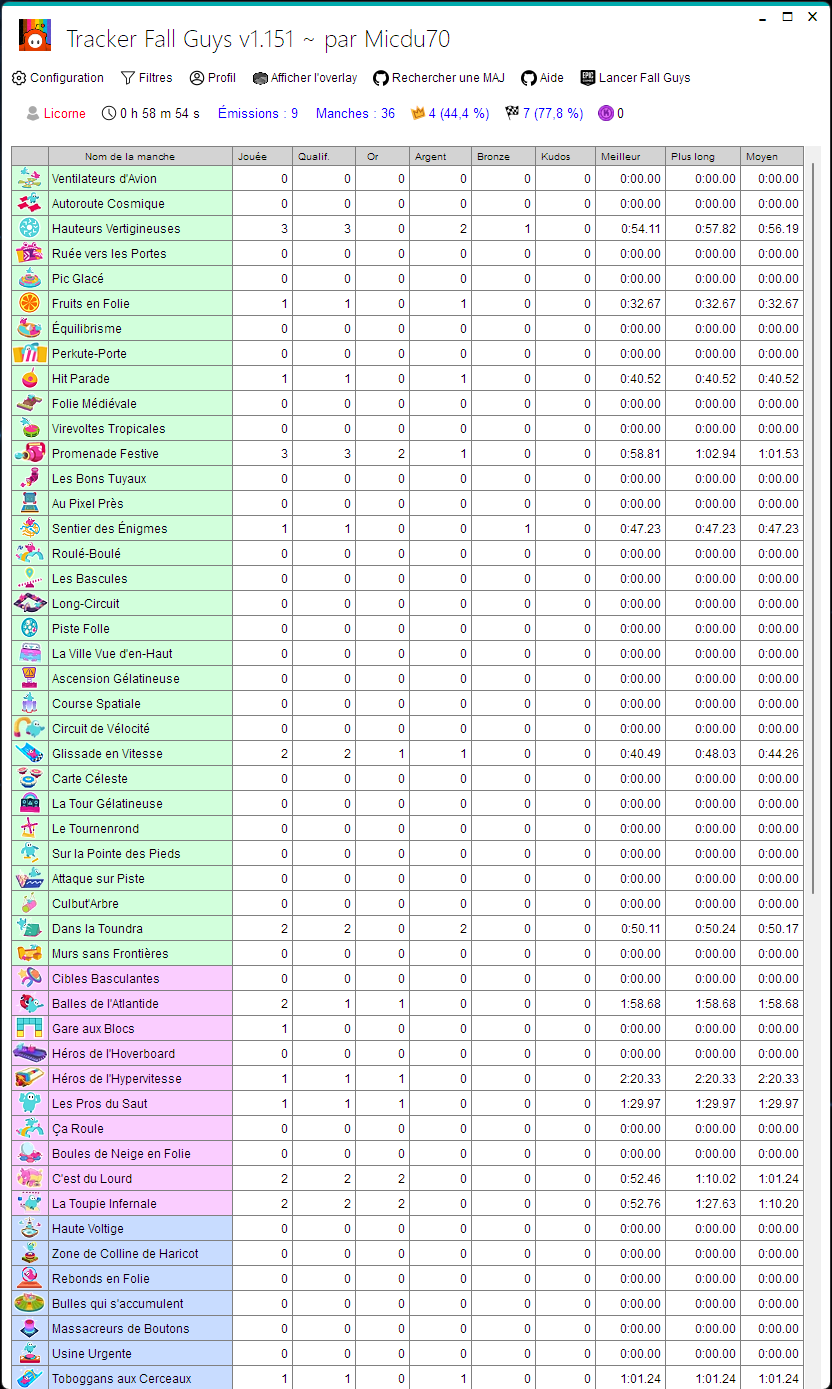 Tracker Fall Guys v1.151 ~ par Micdu70
Configuration Filtres Profil Afficher l'overlay Rechercher une MAJ Aide EPIC GAMES Lancer Fall Guys
Licorne 0 h 58 m 54 s Émissions : 9 Manches : 36 4 (44,4 %) 7 (77,8 %) 0
Nom de la manche Jouée Qualif. Or Argent Bronze Kudos Meilleur Plus long Moyen
Ventilateurs d'Avion 0 0 0 0 0 0 0:00.00 0:00.00 0:00.00
Autoroute Cosmique 0 0 0 0 0 0 0:00.00 0:00.00 0:00.00
Hauteurs Vertigineuses 3 3 0 2 1 0 0:54.11 0:57.82 0:56.19
Ruée vers les Portes 0 0 0 0 0 0 0:00.00 0:00.00 0:00.00
Pic Glacé 0 0 0 0 0 0 0:00.00 0:00.00 0:00.00
Fruits en Folie 1 1 0 1 0 0 0:32.67 0:32.67 0:32.67
Équilibrisme 0 0 0 0 0 0 0:00.00 0:00.00 0:00.00
Perkute-Porte 0 0 0 0 0 0 0:00.00 0:00.00 0:00.00
Hit Parade 1 1 0 1 0 0 0:40.52 0:40.52 0:40.52
Folie Médiévale 0 0 0 0 0 0 0:00.00 0:00.00 0:00.00
Virevoltes Tropicales 0 0 0 0 0 0 0:00.00 0:00.00 0:00.00
Promenade Festive 3 3 2 1 0 0 0:58.81 1:02.94 1:01.53
Les Bons Tuyaux 0 0 0 0 0 0 0:00.00 0:00.00 0:00.00
Au Pixel Près 0 0 0 0 0 0 0:00.00 0:00.00 0:00.00
Sentier des Énigmes 1 1 0 0 1 0 0:47.23 0:47.23 0:47.23
Roulé-Boulé 0 0 0 0 0 0 0:00.00 0:00.00 0:00.00
Les Bascules 0 0 0 0 0 0 0:00.00 0:00.00 0:00.00
Long-Circuit 0 0 0 0 0 0 0:00.00 0:00.00 0:00.00
Piste Folle 0 0 0 0 0 0 0:00.00 0:00.00 0:00.00
La Ville Vue d'en-Haut 0 0 0 0 0 0 0:00.00 0:00.00 0:00.00
Ascension Gélatineuse 0 0 0 0 0 0 0:00.00 0:00.00 0:00.00
Course Spatiale 0 0 0 0 0 0 0:00.00 0:00.00 0:00.00
Circuit de Vélocité 0 0 0 0 0 0 0:00.00 0:00.00 0:00.00
Glissade en Vitesse 2 2 1 1 0 0 0:40.49 0:48.03 0:44.26
Carte Céleste 0 0 0 0 0 0 0:00.00 0:00.00 0:00.00
La Tour Gélatineuse 0 0 0 0 0 0 0:00.00 0:00.00 0:00.00
Le Tournenrond 0 0 0 0 0 0 0:00.00 0:00.00 0:00.00
Sur la Pointe des Pieds 0 0 0 0 0 0 0:00.00 0:00.00 0:00.00
Attaque sur Piste 0 0 0 0 0 0 0:00.00 0:00.00 0:00.00
Culbut'Arbre 0 0 0 0 0 0 0:00.00 0:00.00 0:00.00
Dans la Toundra 2 2 0 2 0 0 0:50.11 0:50.24 0:50.17
Murs sans Frontières 0 0 0 0 0 0 0:00.00 0:00.00 0:00.00
Cibles Basculantes 0 0 0 0 0 0 0:00.00 0:00.00 0:00.00
Balles de l'Atlantide 2 1 1 0 0 0 1:58.68 1:58.68 1:58.68
Gare aux Blocs 1 0 0 0 0 0 0:00.00 0:00.00 0:00.00
Héros de l'Hoverboard 0 0 0 0 0 0 0:00.00 0:00.00 0:00.00
Héros de l'Hypervitesse 1 1 1 0 0 0 2:20.33 2:20.33 2:20.33
Les Pros du Saut 1 1 1 0 0 0 1:29.97 1:29.97 1:29.97
Ça Roule 0 0 0 0 0 0 0:00.00 0:00.00 0:00.00
Boules de Neige en Folie 0 0 0 0 0 0 0:00.00 0:00.00 0:00.00
C'est du Lourd 2 2 2 0 0 0 0:52.46 1:10.02 1:01.24
La Toupie Infernale 2 2 2 0 0 0 0:52.76 1:27.63 1:10.20
Haute Voltige 0 0 0 0 0 0 0:00.00 0:00.00 0:00.00
Zone de Colline de Haricot 0 0 0 0 0 0 0:00.00 0:00.00 0:00.00
Rebonds en Folie 0 0 0 0 0 0 0:00.00 0:00.00 0:00.00
Bulles qui s'accumulent 0 0 0 0 0 0 0:00.00 0:00.00 0:00.00
Massacreurs de Boutons 0 0 0 0 0 0 0:00.00 0:00.00 0:00.00
Usine Urgente 0 0 0 0 0 0 0:00.00 0:00.00 0:00.00
Toboggans aux Cerceaux 1 1 0 1 0 0 1:01.24 1:01.24 1:01.24